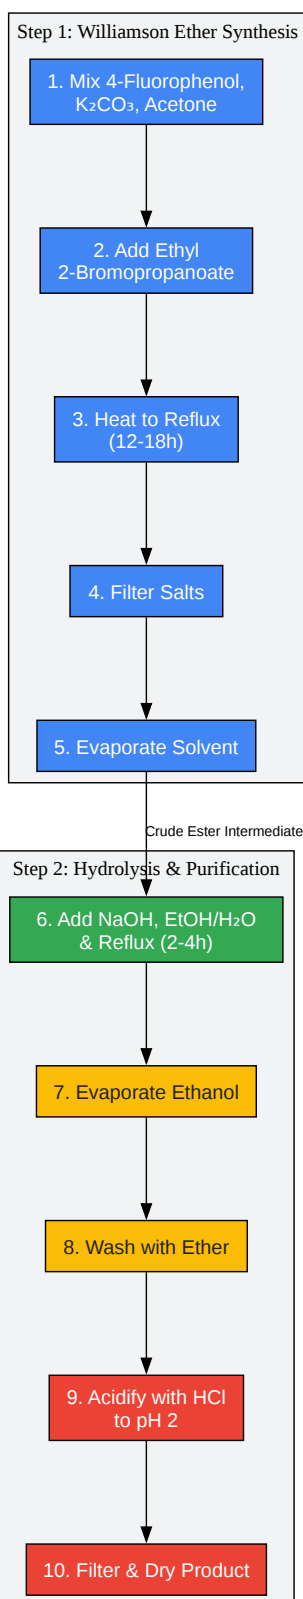 Step 1: Williamson Ether Synthesis
1. Mix 4-Fluorophenol,
K₂CO₃, Acetone
2. Add Ethyl
2-Bromopropanoate
3. Heat to Reflux
(12-18h)
4. Filter Salts
5. Evaporate Solvent
Crude Ester Intermediate
Step 2: Hydrolysis & Purification
6. Add NaOH, EtOH/H₂O
& Reflux (2-4h)
7. Evaporate Ethanol
8. Wash with Ether
9. Acidify with HCl
to pH 2
10. Filter & Dry Product